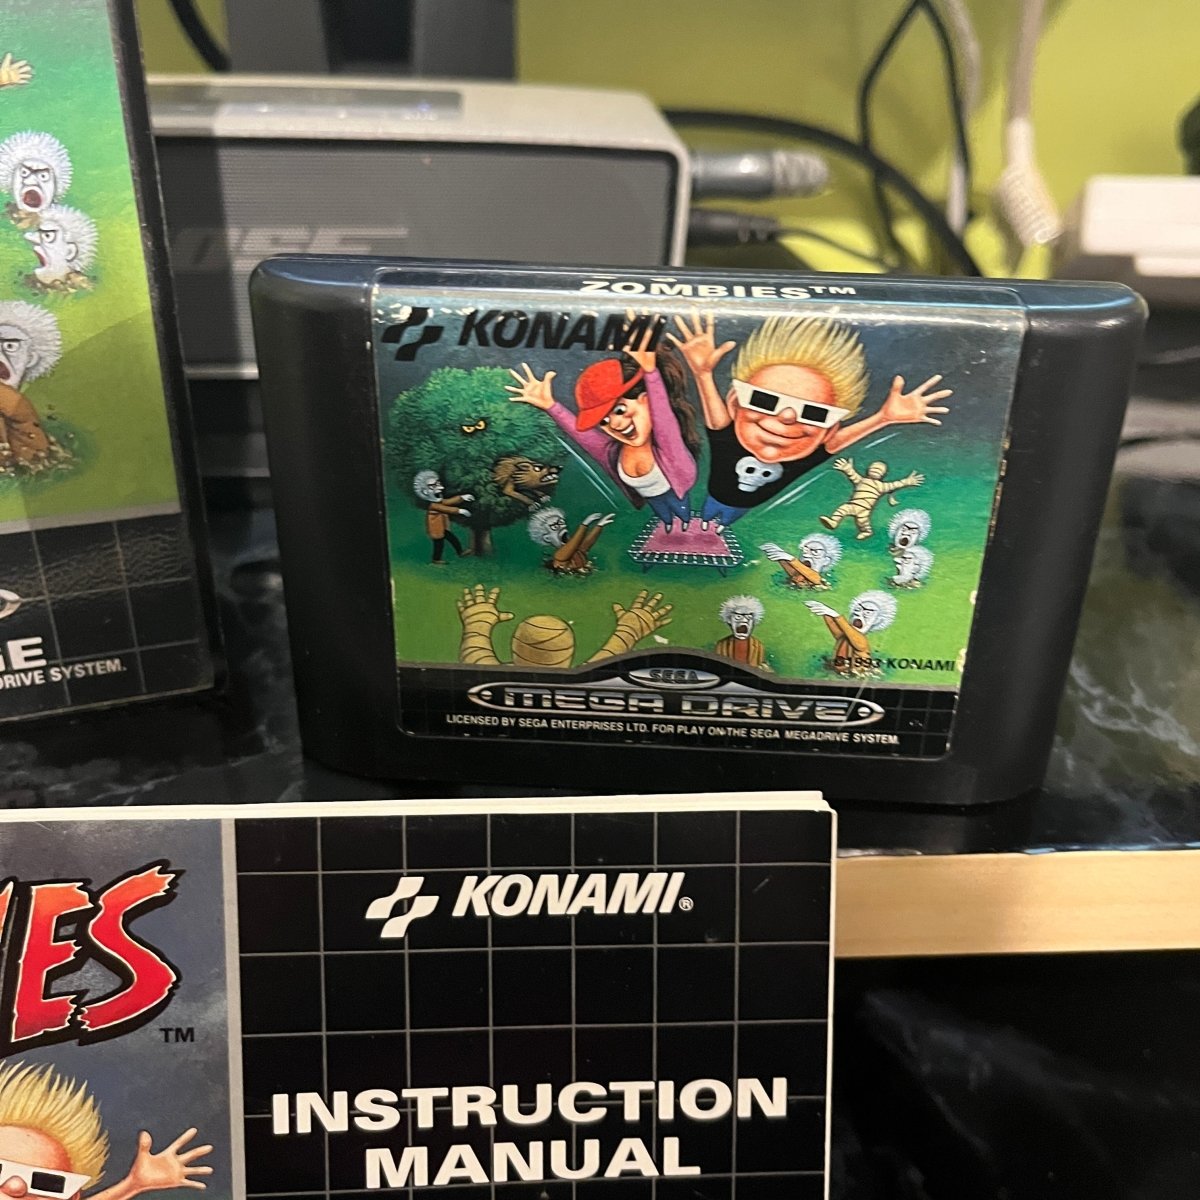 BOSE
ZOMBIES™
KONAMI
©1993 KONAMI
SEGA
MEGA DRIVE
LICENSED BY SEGA ENTERPRISES LTD. FOR PLAY ON THE SEGA MEGADRIVE SYSTEM.
GE
DRIVE SYSTEM.
IES
™
KONAMI®
INSTRUCTION
MANUAL